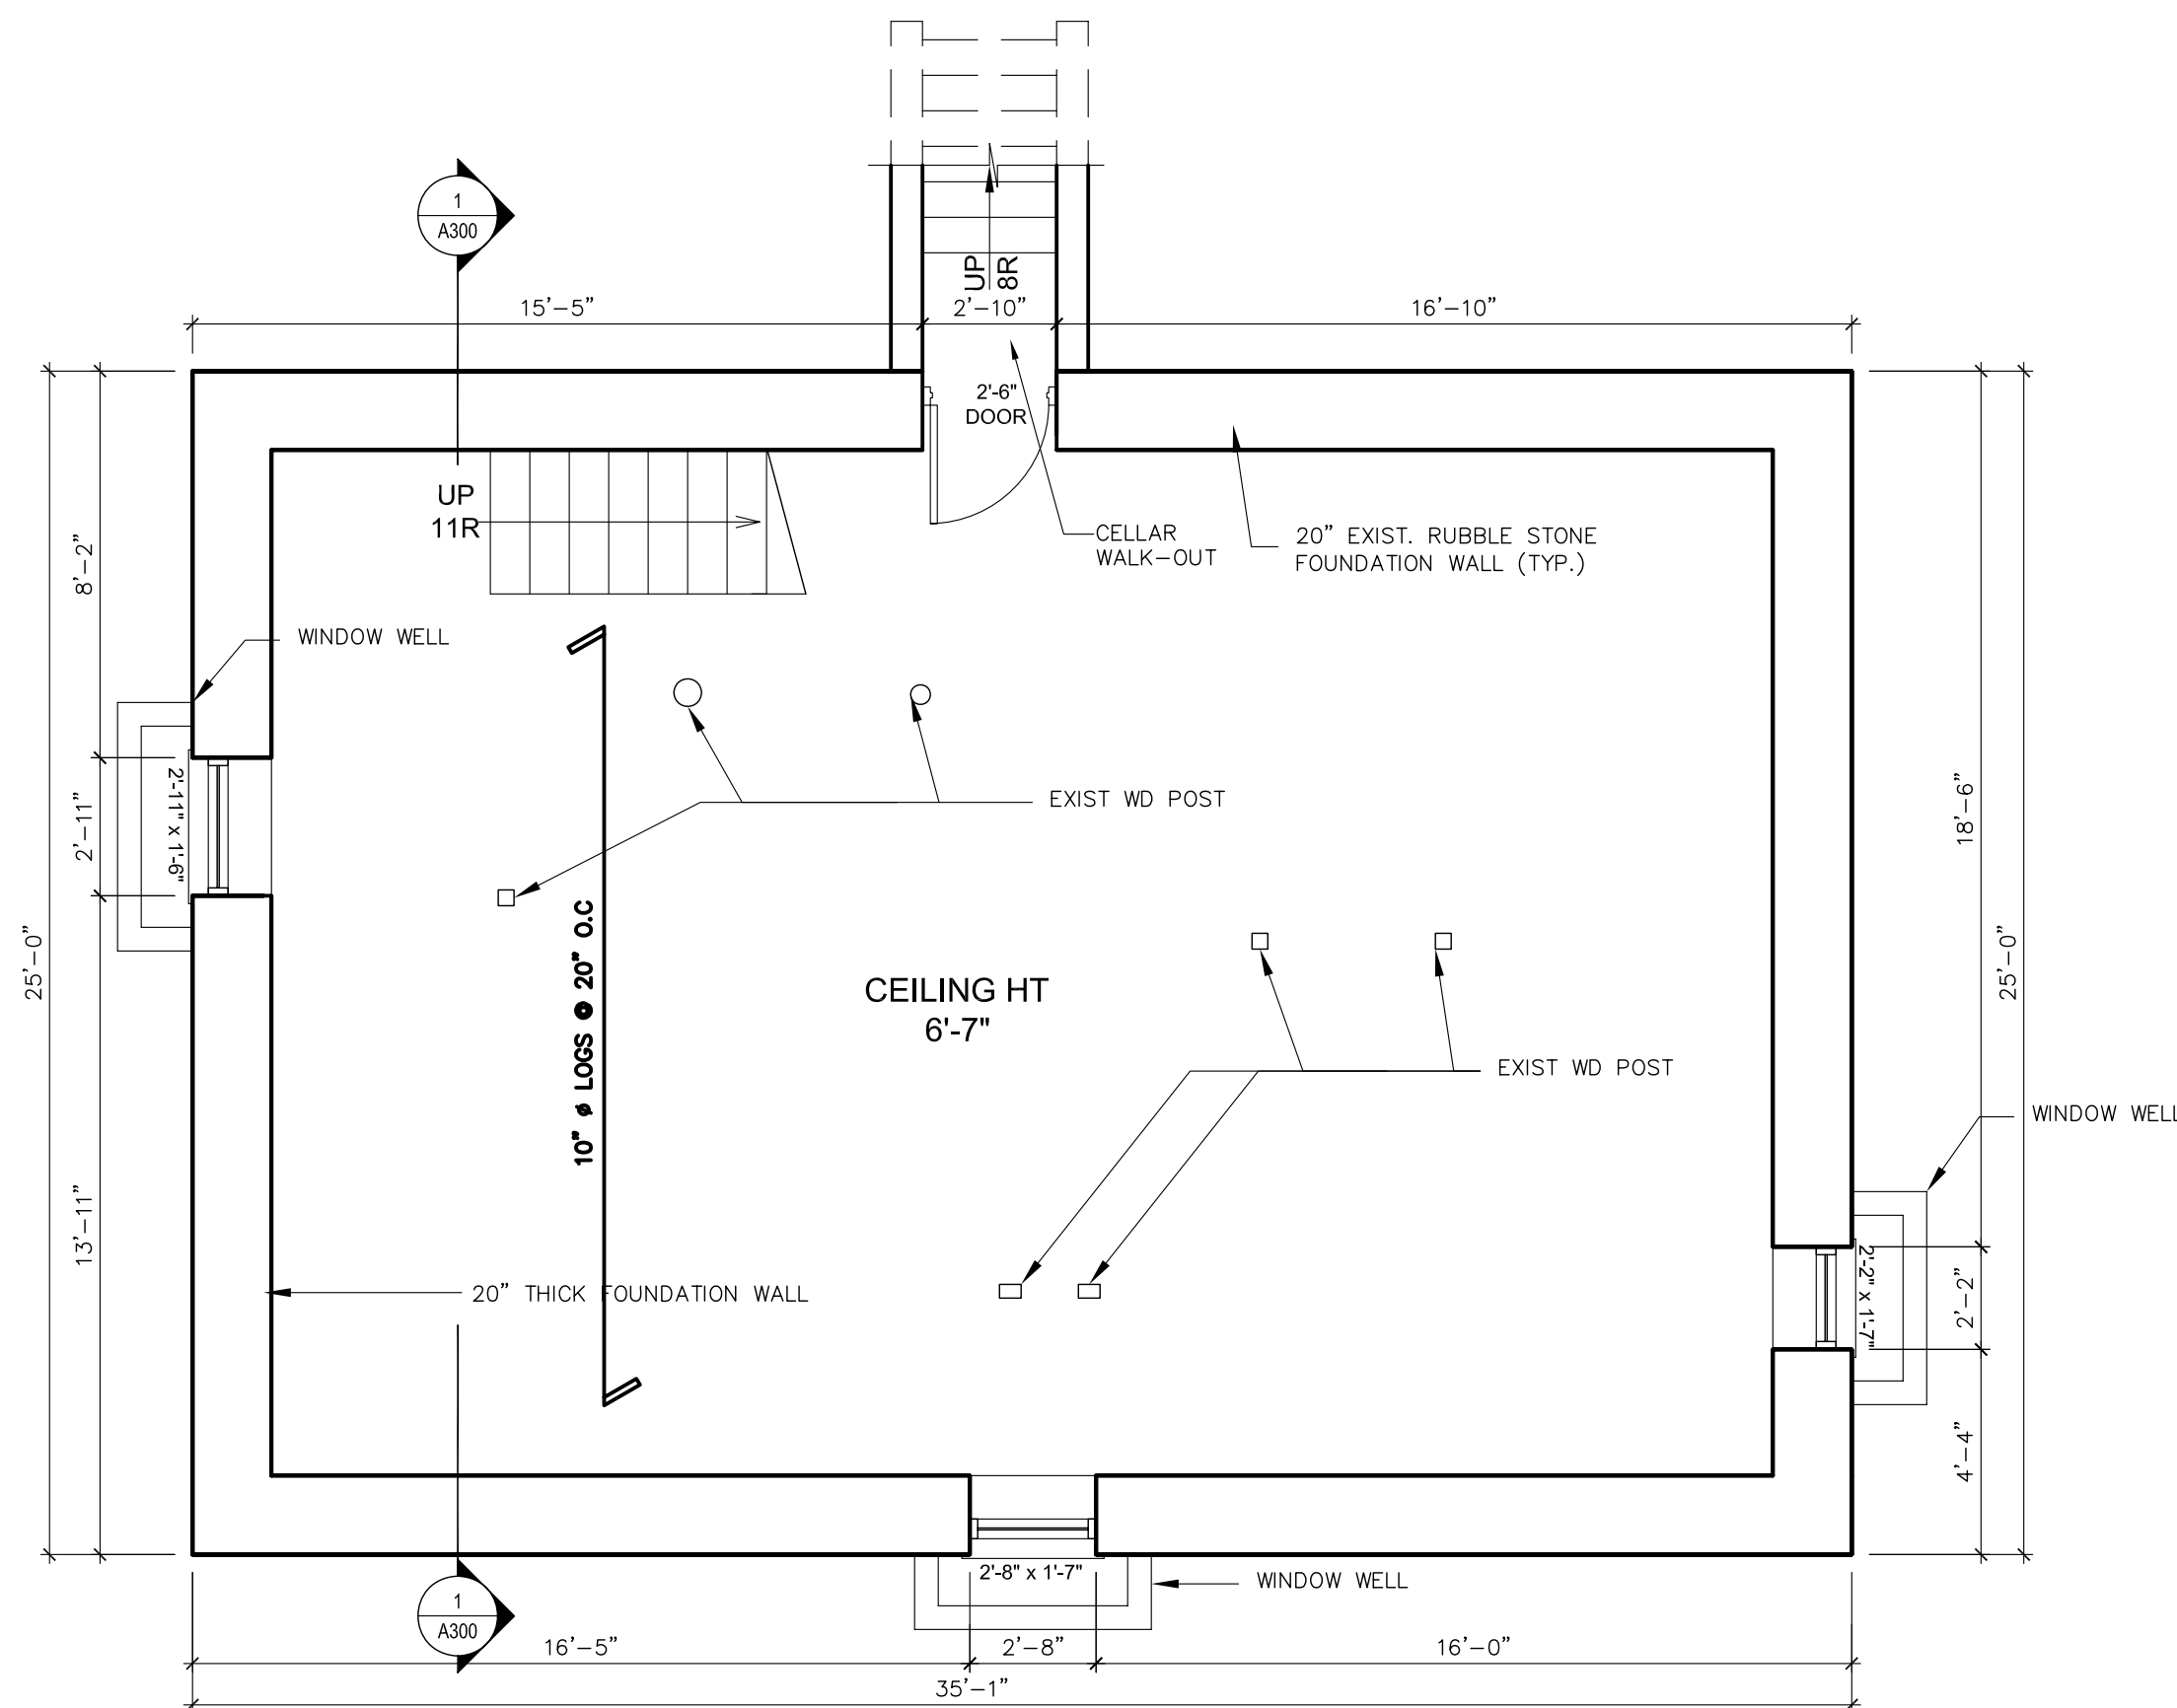 1
A300
UP
8R
15'-5"
2'-10"
16'-10"
2'-6"
DOOR
UP
11R
CELLAR
WALK-OUT
20" EXIST. RUBBLE STONE
FOUNDATION WALL (TYP.)
8'-2"
WINDOW WELL
2'-11" x 1'-6"
2'-11"
EXIST WD POST
18'-6"
25'-0"
10" ø LOGS @ 20" O.C
CEILING HT
6'-7"
25'-0"
EXIST WD POST
WINDOW WELL
13'-11"
20" THICK FOUNDATION WALL
2'-2" x 1'-7"
2'-2"
4'-4"
2'-8" x 1'-7"
WINDOW WELL
1
A300
16'-5"
2'-8"
16'-0"
35'-1"